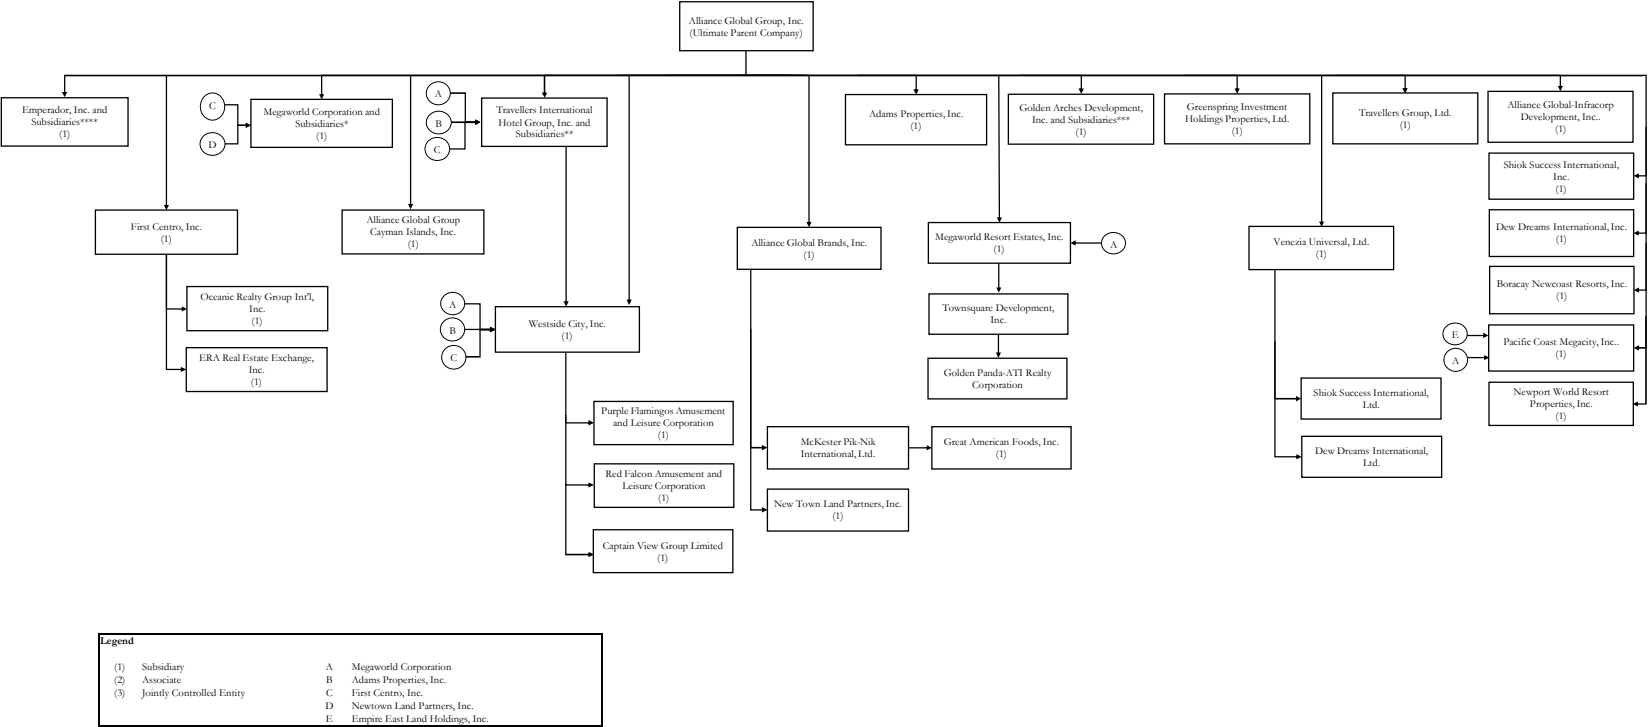 Alliance Global Group, Inc.
(Ultimate Parent Company)
Emperador, Inc. and
Subsidiaries****
(1)
C
D
Megaworld Corporation and
Subsidiaries*
(1)
A
B
C
Travellers International
Hotel Group, Inc. and
Subsidiaries**
Adams Properties, Inc.
(1)
Golden Arches Development,
Inc. and Subsidiaries***
(1)
Greenspring Investment
Holdings Properties, Ltd.
(1)
Travellers Group, Ltd.
(1)
Alliance Global-Infracorp
Development, Inc..
(1)
Shiok Success International,
Inc.
(1)
Dew Dreams International, Inc.
(1)
Boracay Newcoast Resorts, Inc.
(1)
E
A
Pacific Coast Megacity, Inc..
(1)
Newport World Resort
Properties, Inc.
(1)
First Centro, Inc.
(1)
Alliance Global Group
Cayman Islands, Inc.
(1)
Alliance Global Brands, Inc.
(1)
Megaworld Resort Estates, Inc.
(1)
A
Venezia Universal, Ltd.
(1)
Oceanic Realty Group Int'l,
Inc.
(1)
ERA Real Estate Exchange,
Inc.
(1)
A
B
C
Westside City, Inc.
(1)
Townsquare Development,
Inc.
Golden Panda-ATI Realty
Corporation
Shiok Success International,
Ltd.
Dew Dreams International,
Ltd.
Purple Flamingos Amusement
and Leisure Corporation
(1)
Red Falcon Amusement and
Leisure Corporation
(1)
Captain View Group Limited
(1)
McKester Pik-Nik
International, Ltd.
Great American Foods, Inc.
(1)
New Town Land Partners, Inc.
(1)
Legend
(1) Subsidiary A Megaworld Corporation
(2) Associate B Adams Properties, Inc.
(3) Jointly Controlled Entity C First Centro, Inc.
D Newtown Land Partners, Inc.
E Empire East Land Holdings, Inc.